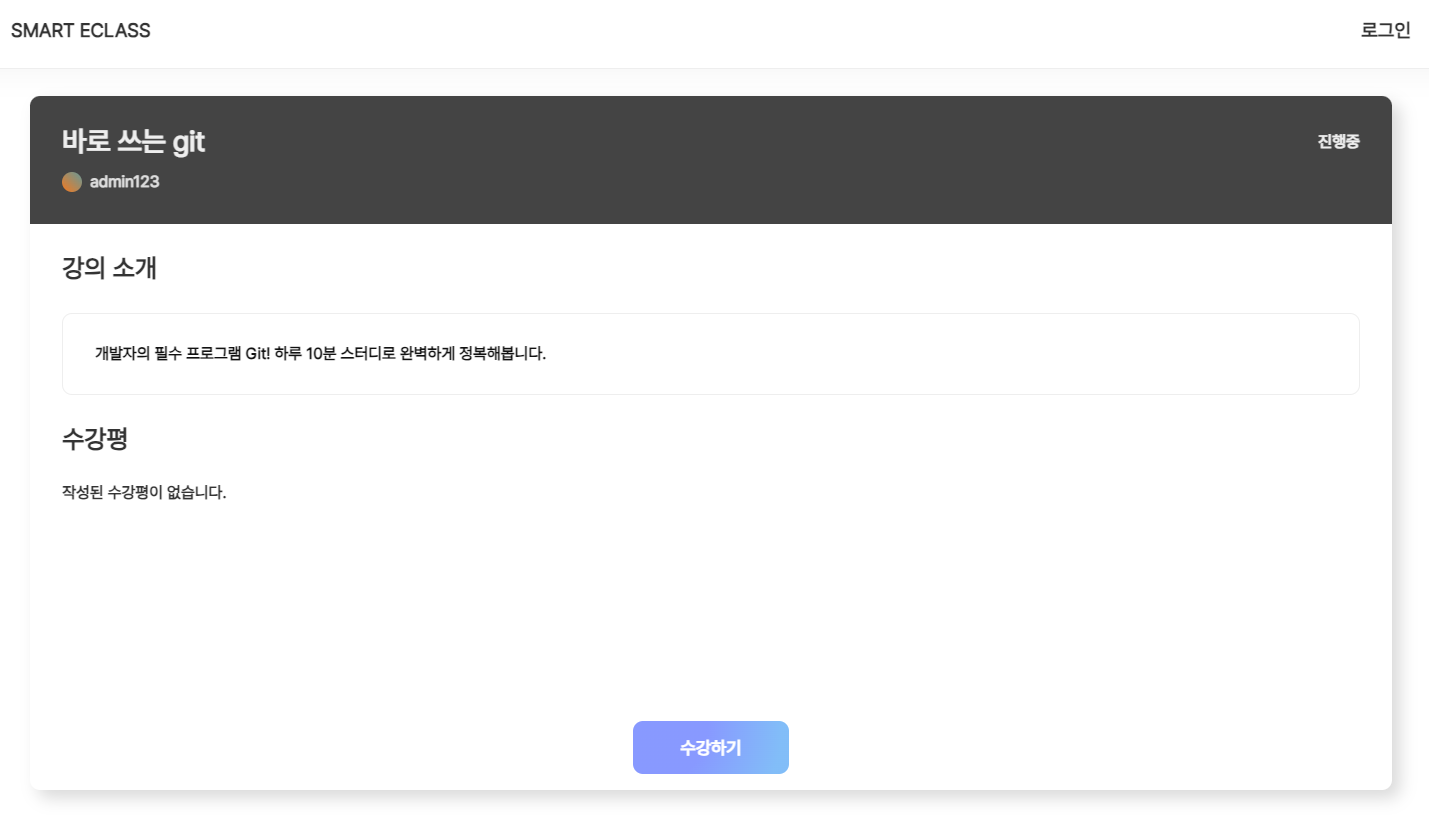 SMART ECLASS
로그인
바로 쓰는 git
진행중
admin123
강의 소개
개발자의 필수 프로그램 Git! 하루 10분 스터디로 완벽하게 정복해봅니다.
수강평
작성된 수강평이 없습니다.
수강하기